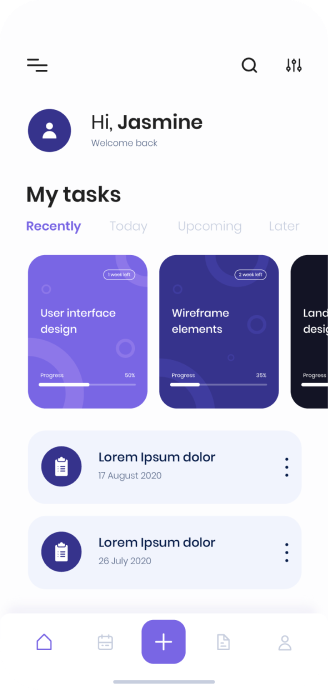 Hi, Jasmine
Welcome back
My tasks
Recently Today Upcoming Later
1 week left
User interface
design
Progress 50%
2 week left
Wireframe
elements
Progress 35%
Land
desig
Progress
Lorem Ipsum dolor
17 August 2020
Lorem Ipsum dolor
26 July 2020